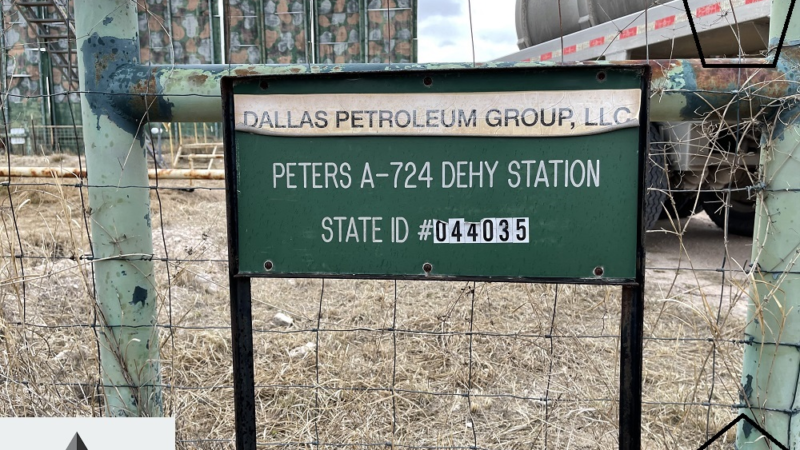 DALLAS PETROLEUM GROUP, LLC
PETERS A-724 DEHY STATION
STATE ID #044035